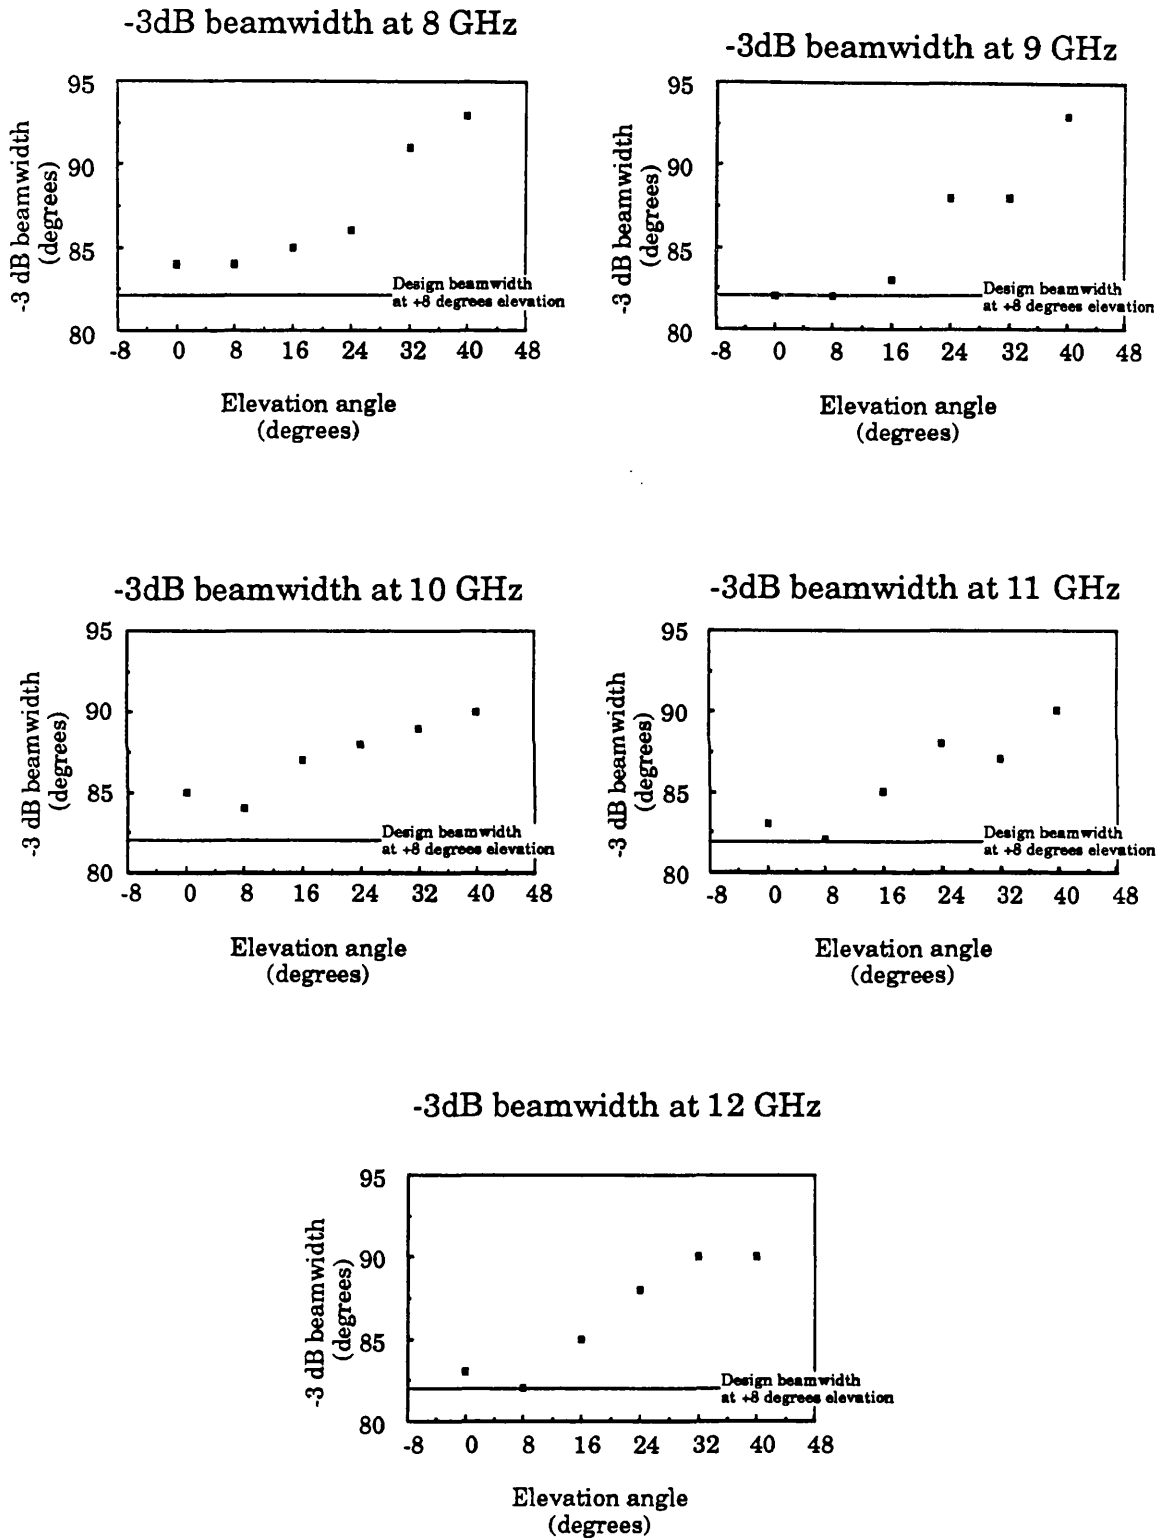 -3dB beamwidth at 8 GHz
-3 dB beamwidth
(degrees)
95
90
85
80
Design beamwidth
at +8 degrees elevation
-8 0 8 16 24 32 40 48
Elevation angle
(degrees)
-3dB beamwidth at 9 GHz
-3 dB beamwidth
(degrees)
95
90
85
80
Design beamwidth
at +8 degrees elevation
-8 0 8 16 24 32 40 48
Elevation angle
(degrees)
-3dB beamwidth at 10 GHz
-3 dB beamwidth
(degrees)
95
90
85
80
Design beamwidth
at +8 degrees elevation
-8 0 8 16 24 32 40 48
Elevation angle
(degrees)
-3dB beamwidth at 11 GHz
-3 dB beamwidth
(degrees)
95
90
85
80
Design beamwidth
at +8 degrees elevation
-8 0 8 16 24 32 40 48
Elevation angle
(degrees)
-3dB beamwidth at 12 GHz
-3 dB beamwidth
(degrees)
95
90
85
80
Design beamwidth
at +8 degrees elevation
-8 0 8 16 24 32 40 48
Elevation angle
(degrees)